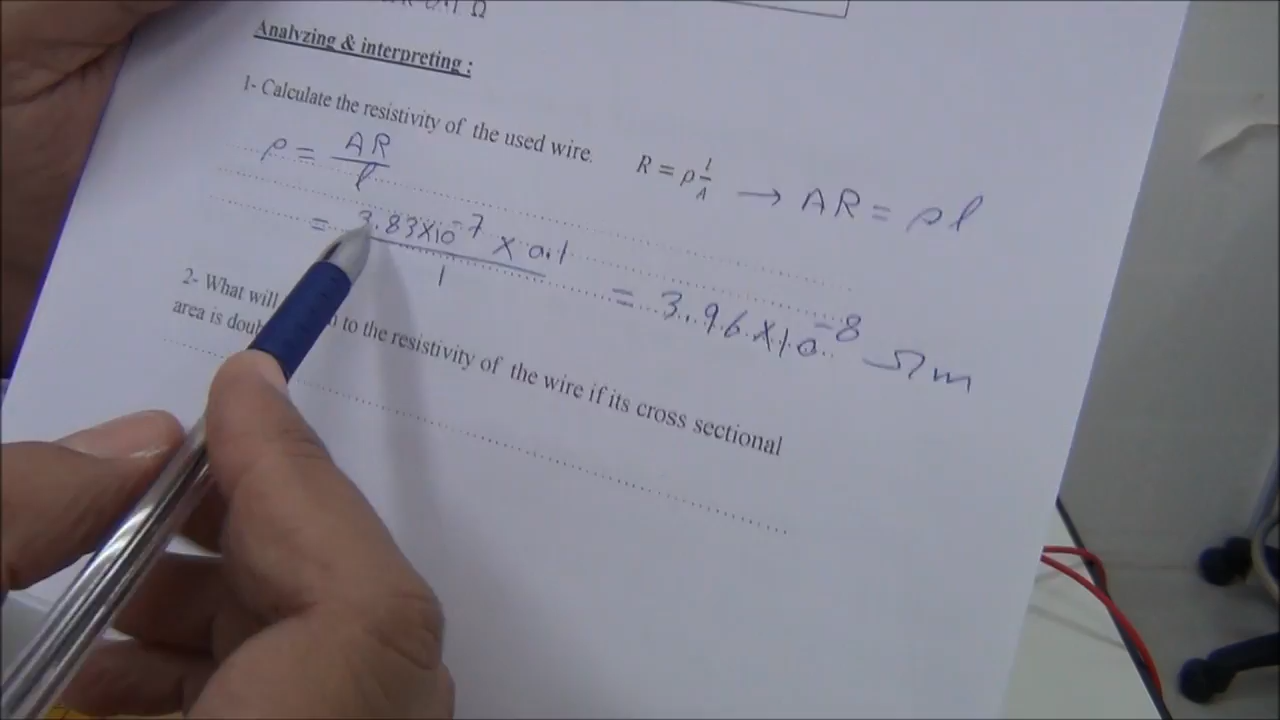 Ω
Analyzing & interpreting :
1- Calculate the resistivity of the used wire. R = ρ l/A → AR = ρl
ρ = AR/l
= 3.83×10⁻⁷ × 0.1 / 1 = 3.96×10⁻⁸ Ωm
2- What will to the resistivity of the wire if its cross sectional
area is